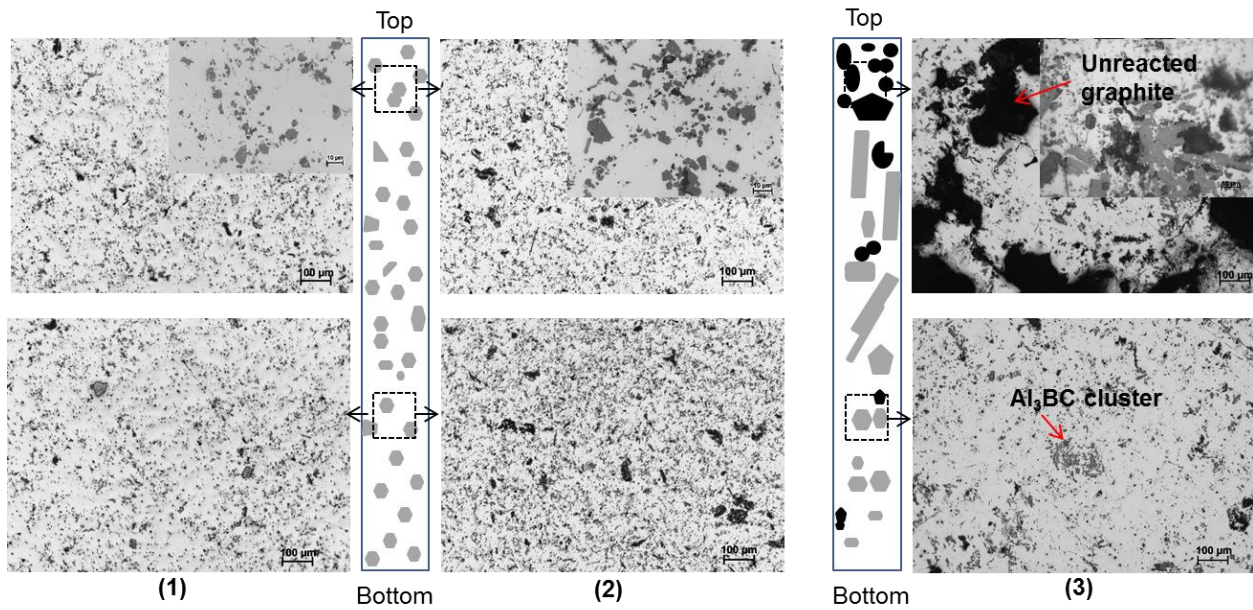 Top
Top
10 µm
10 µm
Unreacted
graphite
10 µm
100 µm
100 µm
100 µm
Al₃BC cluster
100 µm
100 µm
100 µm
(1)
(2)
(3)
Bottom
Bottom